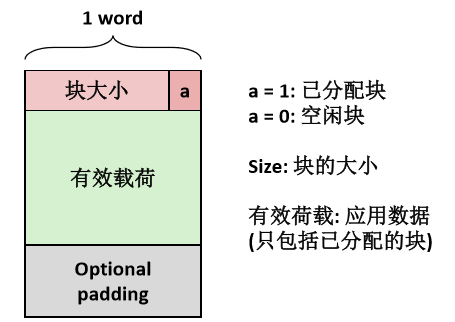 1 word
块大小
a
有效载荷
Optional
padding
a = 1: 已分配块
a = 0: 空闲块
Size: 块的大小
有效荷载: 应用数据
(只包括已分配的块)